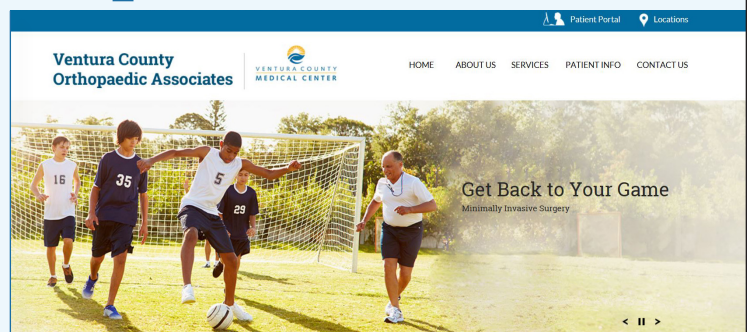 Patient Portal Locations
Ventura County
Orthopaedic Associates
VENTURA COUNTY
MEDICAL CENTER
HOME ABOUT US SERVICES PATIENT INFO CONTACT US
16
35
5
29
Get Back to Your Game
Minimally Invasive Surgery